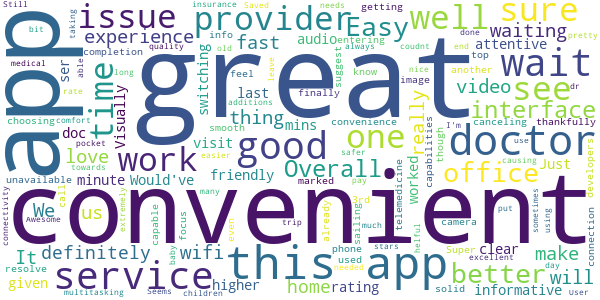 Still
insurance
Saved
needs
getting
done
pretty
bit
taking
able
completion
info
old
audio
entering
always
coudnt
end
app
issue
provider
Easy
well
sure
experience
fast
waiting
attentive
great
wait
medical
time
ser
quality
long
switching
feel
suggest
know
image
nice
top
another
dr
rate
Visually
last
finally
leave
video
see
choosing
comfort
doc
additions
convenience
interface
smooth
thing
mins
one
really
capabilities
I'm
use
canceling
thankfully
love
pocket
towards
work
visit
easier
good
safer
though
doctor
causing
unavailable
minute
Would've
friendly
many
marked
pay
Overall
worked
telemedicine
office
Just
developers
convenient
We
us
call
extremely
capable
focus
even
trip
already
3rd
sailing
much
camera
Super
clear
put
sometimes
using
connection
connectivity
Awesome
It
definitely
wifi
baby
this app
phone
used
stars
helful
solid
excellent
day
make
better
will
resolve
given
service
higher
home
rating
needed
informative
User
multitasking
Seems
children